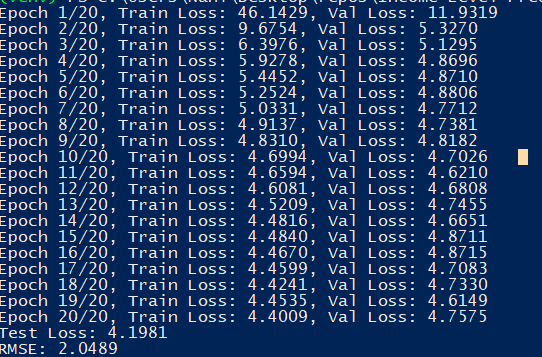 Epoch 1/20, Train Loss: 46.1429, Val Loss: 11.9319
Epoch 2/20, Train Loss: 9.6754, Val Loss: 5.3270
Epoch 3/20, Train Loss: 6.3976, Val Loss: 5.1295
Epoch 4/20, Train Loss: 5.9278, Val Loss: 4.8696
Epoch 5/20, Train Loss: 5.4452, Val Loss: 4.8710
Epoch 6/20, Train Loss: 5.2524, Val Loss: 4.8806
Epoch 7/20, Train Loss: 5.0331, Val Loss: 4.7712
Epoch 8/20, Train Loss: 4.9137, Val Loss: 4.7381
Epoch 9/20, Train Loss: 4.8310, Val Loss: 4.8182
Epoch 10/20, Train Loss: 4.6994, Val Loss: 4.7026
Epoch 11/20, Train Loss: 4.6594, Val Loss: 4.6210
Epoch 12/20, Train Loss: 4.6081, Val Loss: 4.6808
Epoch 13/20, Train Loss: 4.5209, Val Loss: 4.7455
Epoch 14/20, Train Loss: 4.4816, Val Loss: 4.6651
Epoch 15/20, Train Loss: 4.4840, Val Loss: 4.8711
Epoch 16/20, Train Loss: 4.4670, Val Loss: 4.8715
Epoch 17/20, Train Loss: 4.4599, Val Loss: 4.7083
Epoch 18/20, Train Loss: 4.4241, Val Loss: 4.7330
Epoch 19/20, Train Loss: 4.4535, Val Loss: 4.6149
Epoch 20/20, Train Loss: 4.4009, Val Loss: 4.7575
Test Loss: 4.1981
RMSE: 2.0489